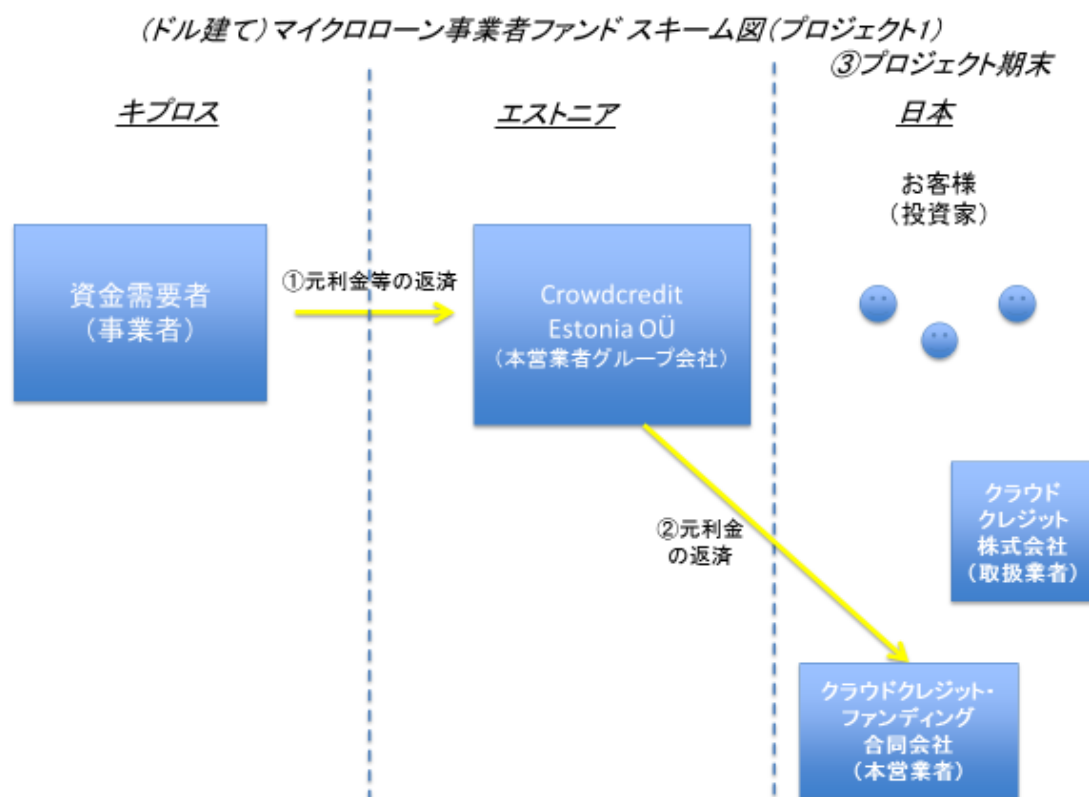 (ドル建て)マイクロローン事業者ファンド スキーム図(プロジェクト1)
③プロジェクト期末
キプロス
エストニア
日本
お客様
(投資家)
資金需要者
(事業者)
①元利金等の返済
Crowdcredit
Estonia OÜ
(本営業者グループ会社)
②元利金
の返済
クラウド
クレジット
株式会社
(取扱業者)
クラウドクレジット・
ファンディング
合同会社
(本営業者)